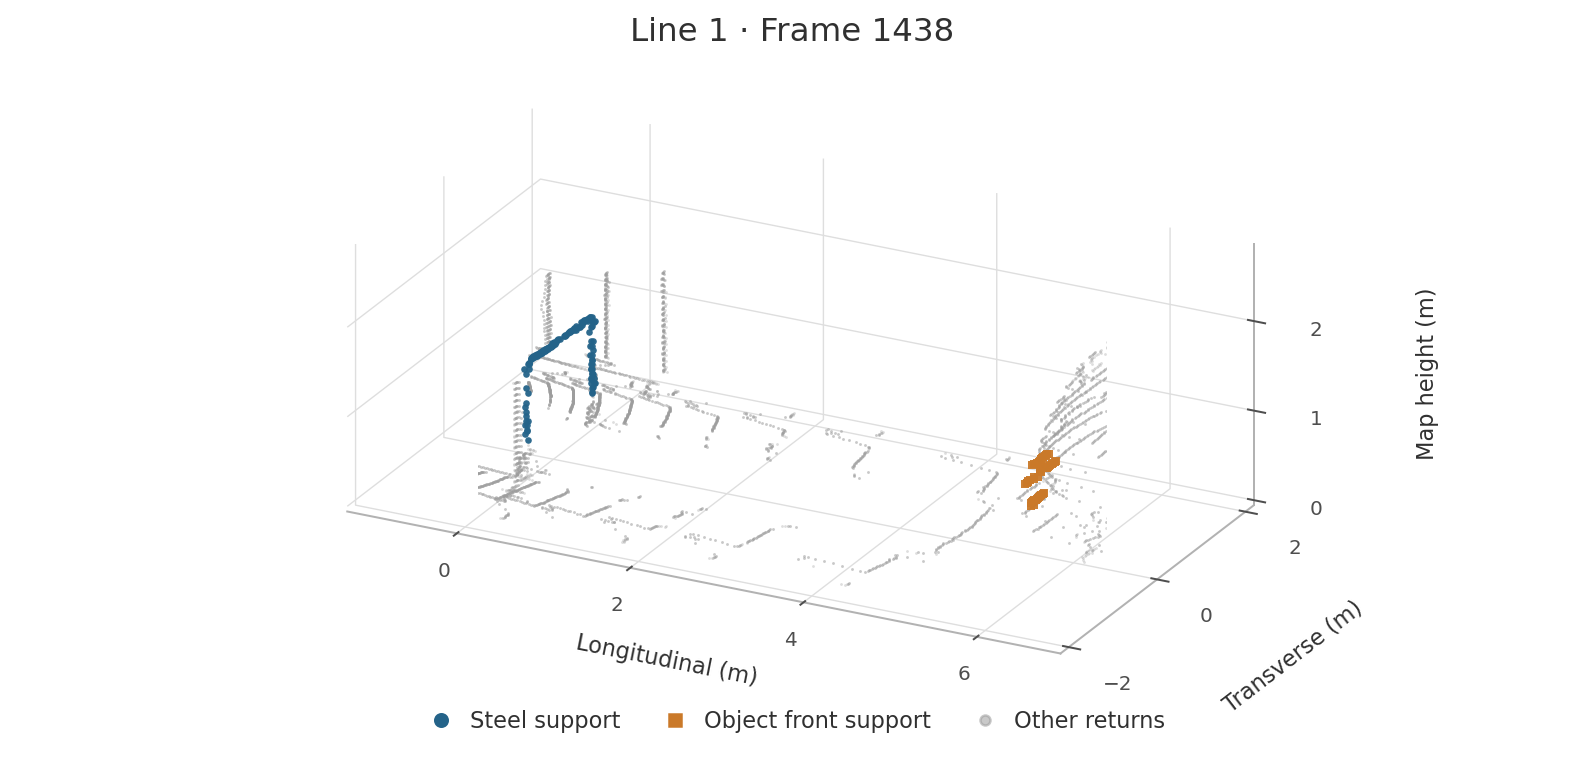 Line 1 · Frame 1438
2
1
0
Map height (m)
2
0
−2
Transverse (m)
0
2
4
6
Longitudinal (m)
Steel support
Object front support
Other returns